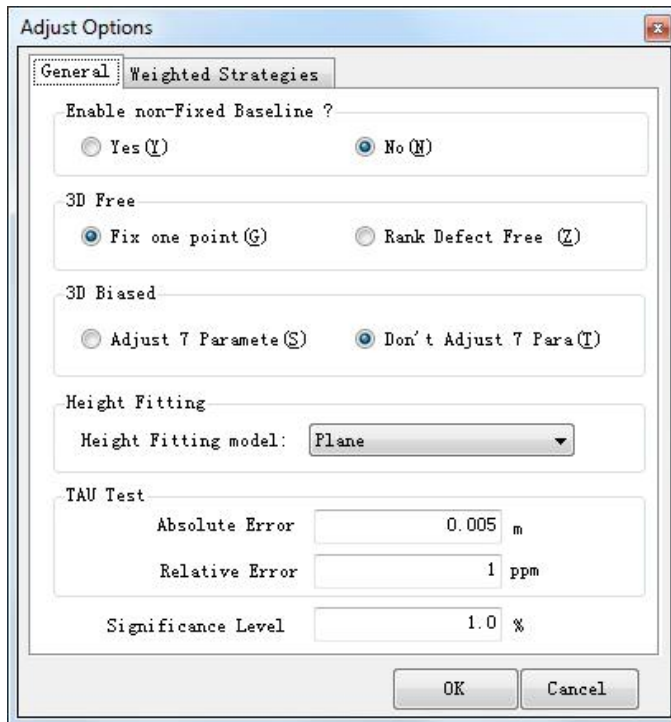 Adjust Options
General Weighted Strategies
Enable non-Fixed Baseline ?
Yes(Y) No(N)
3D Free
Fix one point(G) Rank Defect Free (Z)
3D Biased
Adjust 7 Paramete(S) Don't Adjust 7 Para(T)
Height Fitting
Height Fitting model: Plane
TAU Test
Absolute Error 0.005 m
Relative Error 1 ppm
Significance Level 1.0 %
OK Cancel